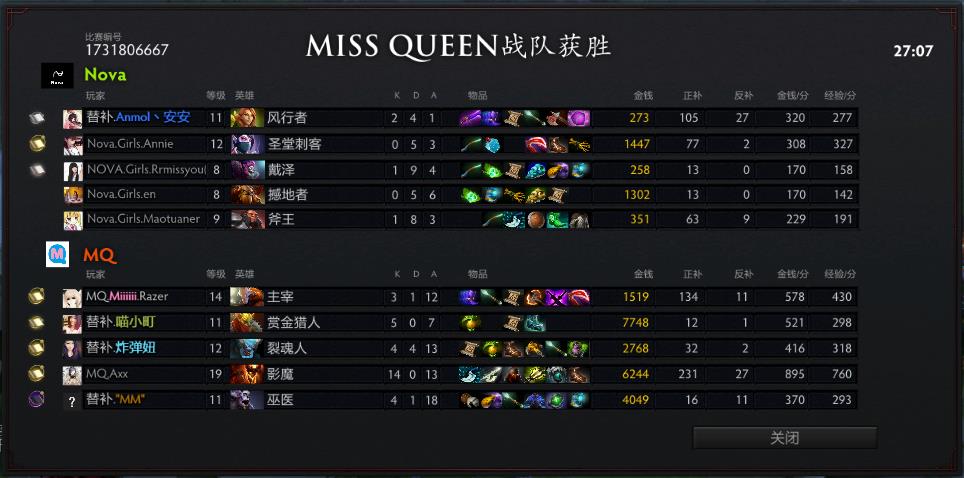 比赛编号
1731806667
MISS QUEEN战队获胜
27:07
Nova
玩家 等级 英雄 K D A 物品 金钱 正补 反补 金钱/分 经验/分
替补.Anmol丶安安 11 风行者 2 4 1 273 105 27 320 277
Nova.Girls.Annie 12 圣堂刺客 0 5 3 1447 77 2 308 327
NOVA.Girls.Rrmissyou( 8 戴泽 1 9 4 258 13 0 170 158
Nova.Girls.en 8 撼地者 0 5 6 1302 13 0 170 142
Nova.Girls.Maotuaner 9 斧王 1 8 3 351 63 9 229 191
M MQ
玩家 等级 英雄 K D A 物品 金钱 正补 反补 金钱/分 经验/分
MQ.Miiiiii.Razer 14 主宰 3 1 12 1519 134 11 578 430
替补.喵小町 11 赏金猎人 5 0 7 7748 12 1 521 298
替补.炸弹妞 12 裂魂人 4 4 13 2768 32 2 416 318
MQ.Axx 19 影魔 14 0 13 6244 231 27 895 760
? 替补."MM" 11 巫医 4 1 18 4049 16 11 370 293
关闭